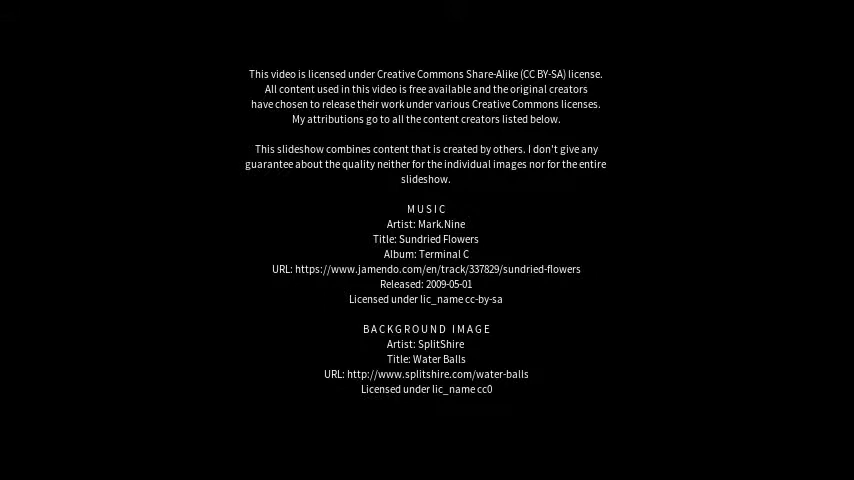 This video is licensed under Creative Commons Share-Alike (CC BY-SA) license.
All content used in this video is free available and the original creators
have chosen to release their work under various Creative Commons licenses.
My attributions go to all the content creators listed below.
This slideshow combines content that is created by others. I don't give any
guarantee about the quality neither for the individual images nor for the entire
slideshow.
MUSIC
Artist: Mark.Nine
Title: Sundried Flowers
Album: Terminal C
URL: https://www.jamendo.com/en/track/337829/sundried-flowers
Released: 2009-05-01
Licensed under lic_name cc-by-sa
BACKGROUND IMAGE
Artist: SplitShire
Title: Water Balls
URL: http://www.splitshire.com/water-balls
Licensed under lic_name cc0